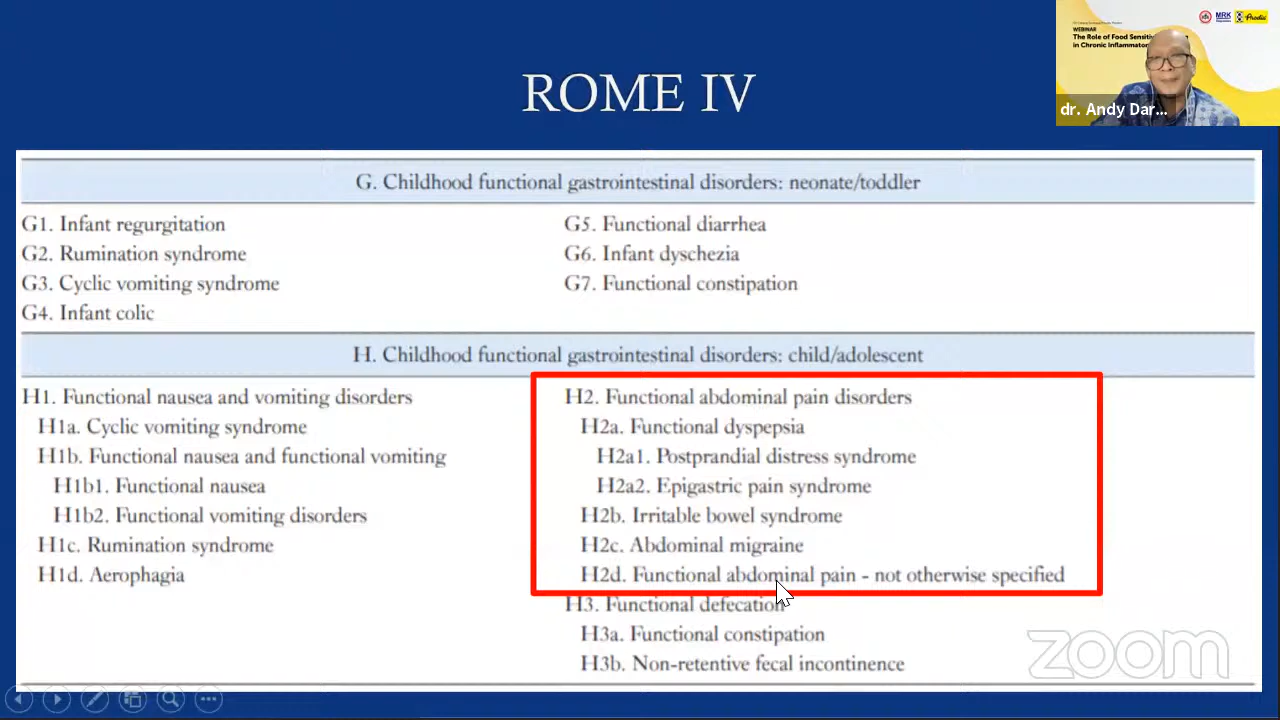 WEBINAR
The Role of Food Sensitiv
in Chronic Inflammator
MRK
Prodia
dr. Andy Dar...
ROME IV
G. Childhood functional gastrointestinal disorders: neonate/toddler
G1. Infant regurgitation
G2. Rumination syndrome
G3. Cyclic vomiting syndrome
G4. Infant colic
G5. Functional diarrhea
G6. Infant dyschezia
G7. Functional constipation
H. Childhood functional gastrointestinal disorders: child/adolescent
H1. Functional nausea and vomiting disorders
H1a. Cyclic vomiting syndrome
H1b. Functional nausea and functional vomiting
H1b1. Functional nausea
H1b2. Functional vomiting disorders
H1c. Rumination syndrome
H1d. Aerophagia
H2. Functional abdominal pain disorders
H2a. Functional dyspepsia
H2a1. Postprandial distress syndrome
H2a2. Epigastric pain syndrome
H2b. Irritable bowel syndrome
H2c. Abdominal migraine
H2d. Functional abdominal pain - not otherwise specified
H3. Functional defecation
H3a. Functional constipation
H3b. Non-retentive fecal incontinence
zoom